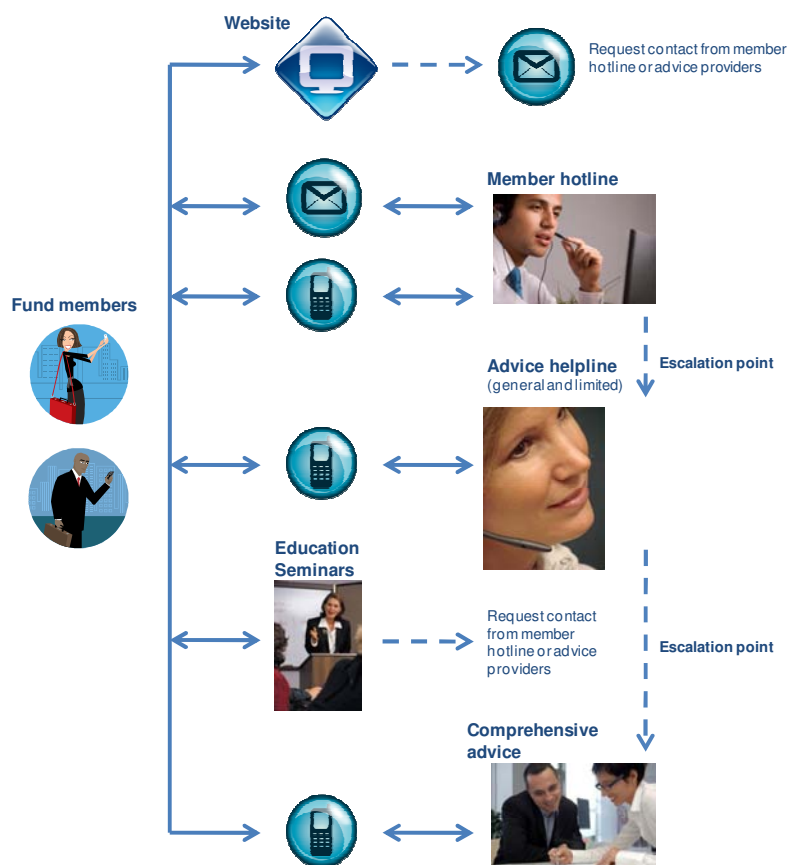 Website
Request contact from member
hotline or advice providers
Member hotline
Fund members
Advice helpline
(general and limited)
Escalation point
Education
Seminars
Request contact
from member
hotline or advice
providers
Escalation point
Comprehensive
advice